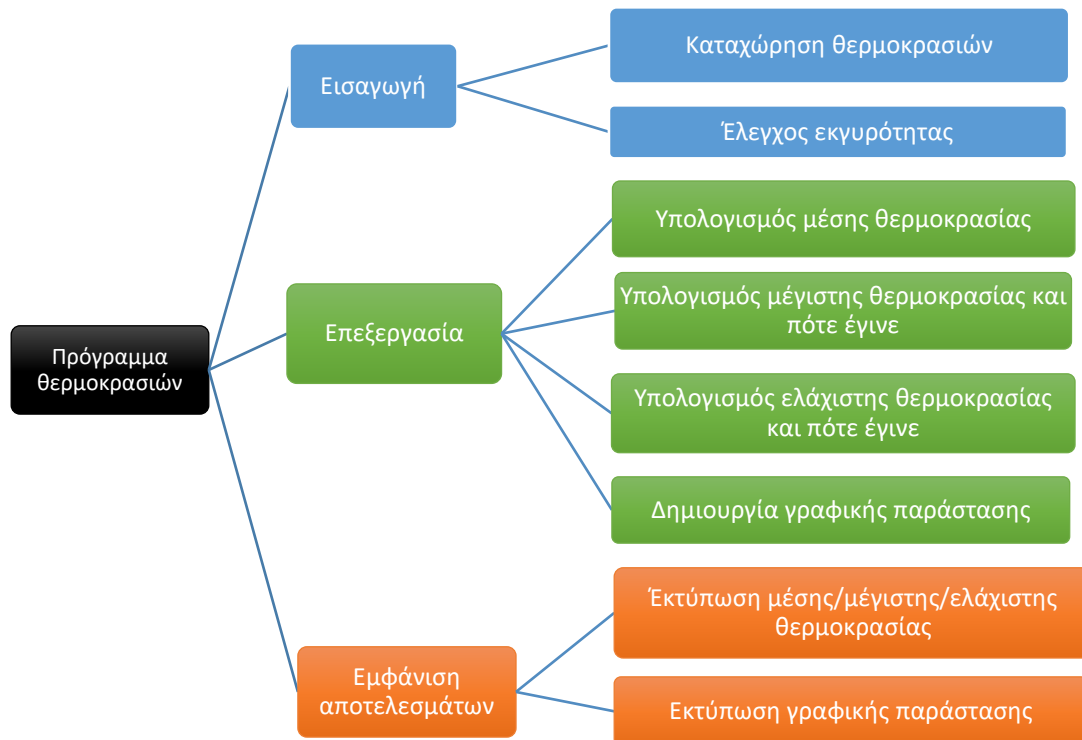 Πρόγραμμα
θερμοκρασιών
Εισαγωγή
Καταχώρηση θερμοκρασιών
Έλεγχος εκγυρότητας
Επεξεργασία
Υπολογισμός μέσης θερμοκρασίας
Υπολογισμός μέγιστης θερμοκρασίας και
πότε έγινε
Υπολογισμός ελάχιστης θερμοκρασίας
και πότε έγινε
Δημιουργία γραφικής παράστασης
Εμφάνιση
αποτελεσμάτων
Έκτύπωση μέσης/μέγιστης/ελάχιστης
θερμοκρασίας
Εκτύπωση γραφικής παράστασης